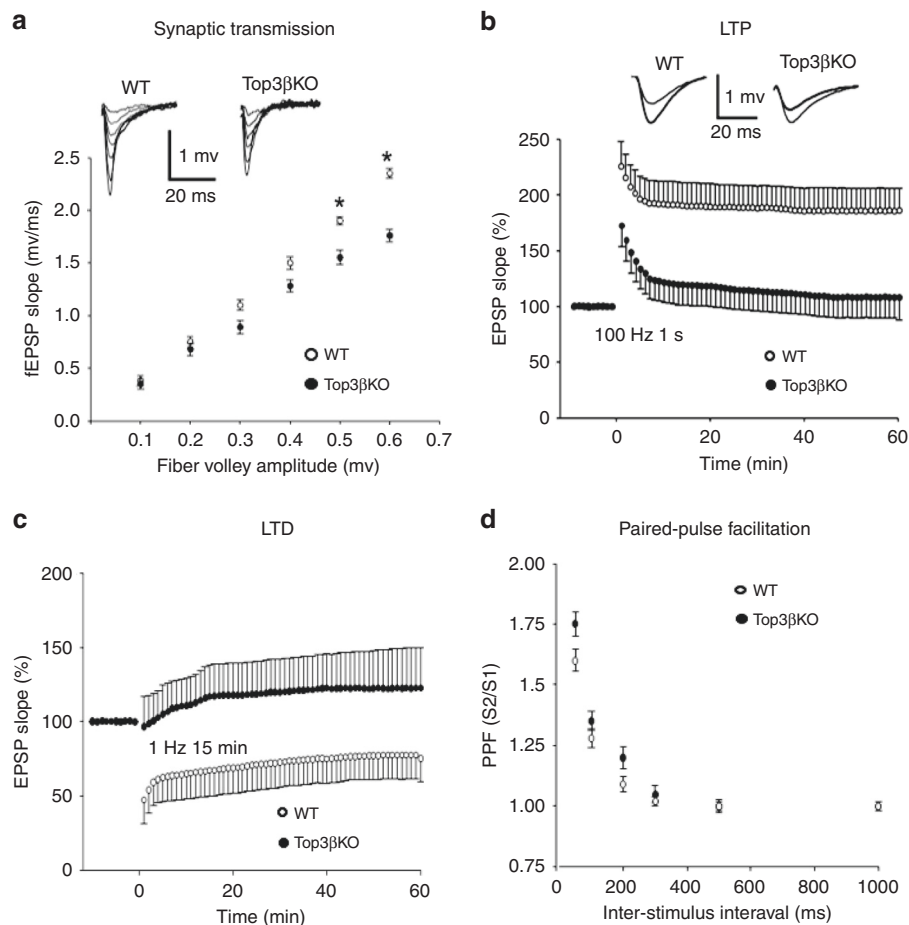 a
Synaptic transmission
WT
Top3βKO
1 mv
20 ms
2.5
2.0
1.5
1.0
0.5
0.0
fEPSP slope (mv/ms)
*
*
WT
Top3βKO
0.1 0.2 0.3 0.4 0.5 0.6 0.7
Fiber volley amplitude (mv)
b
LTP
WT
Top3βKO
1 mv
20 ms
250
200
150
100
50
0
EPSP slope (%)
100 Hz 1 s
WT
Top3βKO
0 20 40 60
Time (min)
c
LTD
200
150
100
50
0
EPSP slope (%)
1 Hz 15 min
WT
Top3βKO
0 20 40 60
Time (min)
d
Paired-pulse facilitation
2.00
1.75
1.50
1.25
1.00
0.75
PPF (S2/S1)
WT
Top3βKO
0 200 400 600 800 1000
Inter-stimulus interaval (ms)